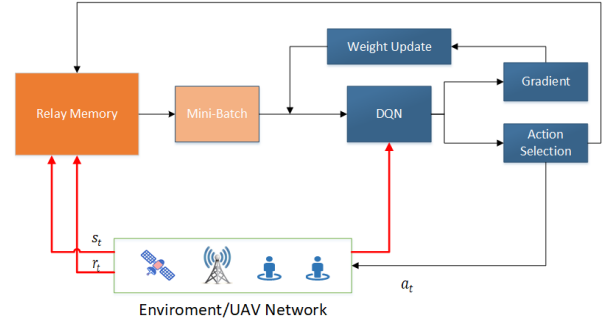 Weight Update
Relay Memory
Mini-Batch
DQN
Gradient
Action
Selection
s_t
r_t
a_t
Enviroment/UAV Network